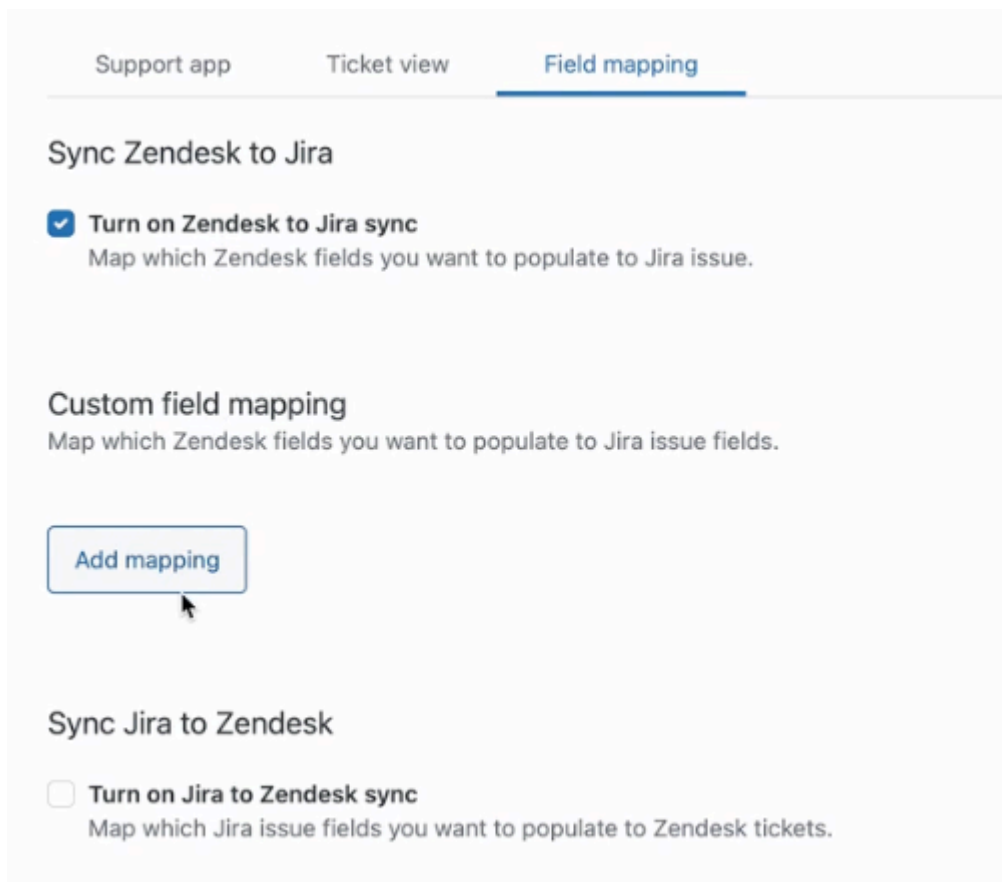 Support app Ticket view Field mapping
Sync Zendesk to Jira
Turn on Zendesk to Jira sync
Map which Zendesk fields you want to populate to Jira issue.
Custom field mapping
Map which Zendesk fields you want to populate to Jira issue fields.
Add mapping
Sync Jira to Zendesk
Turn on Jira to Zendesk sync
Map which Jira issue fields you want to populate to Zendesk tickets.